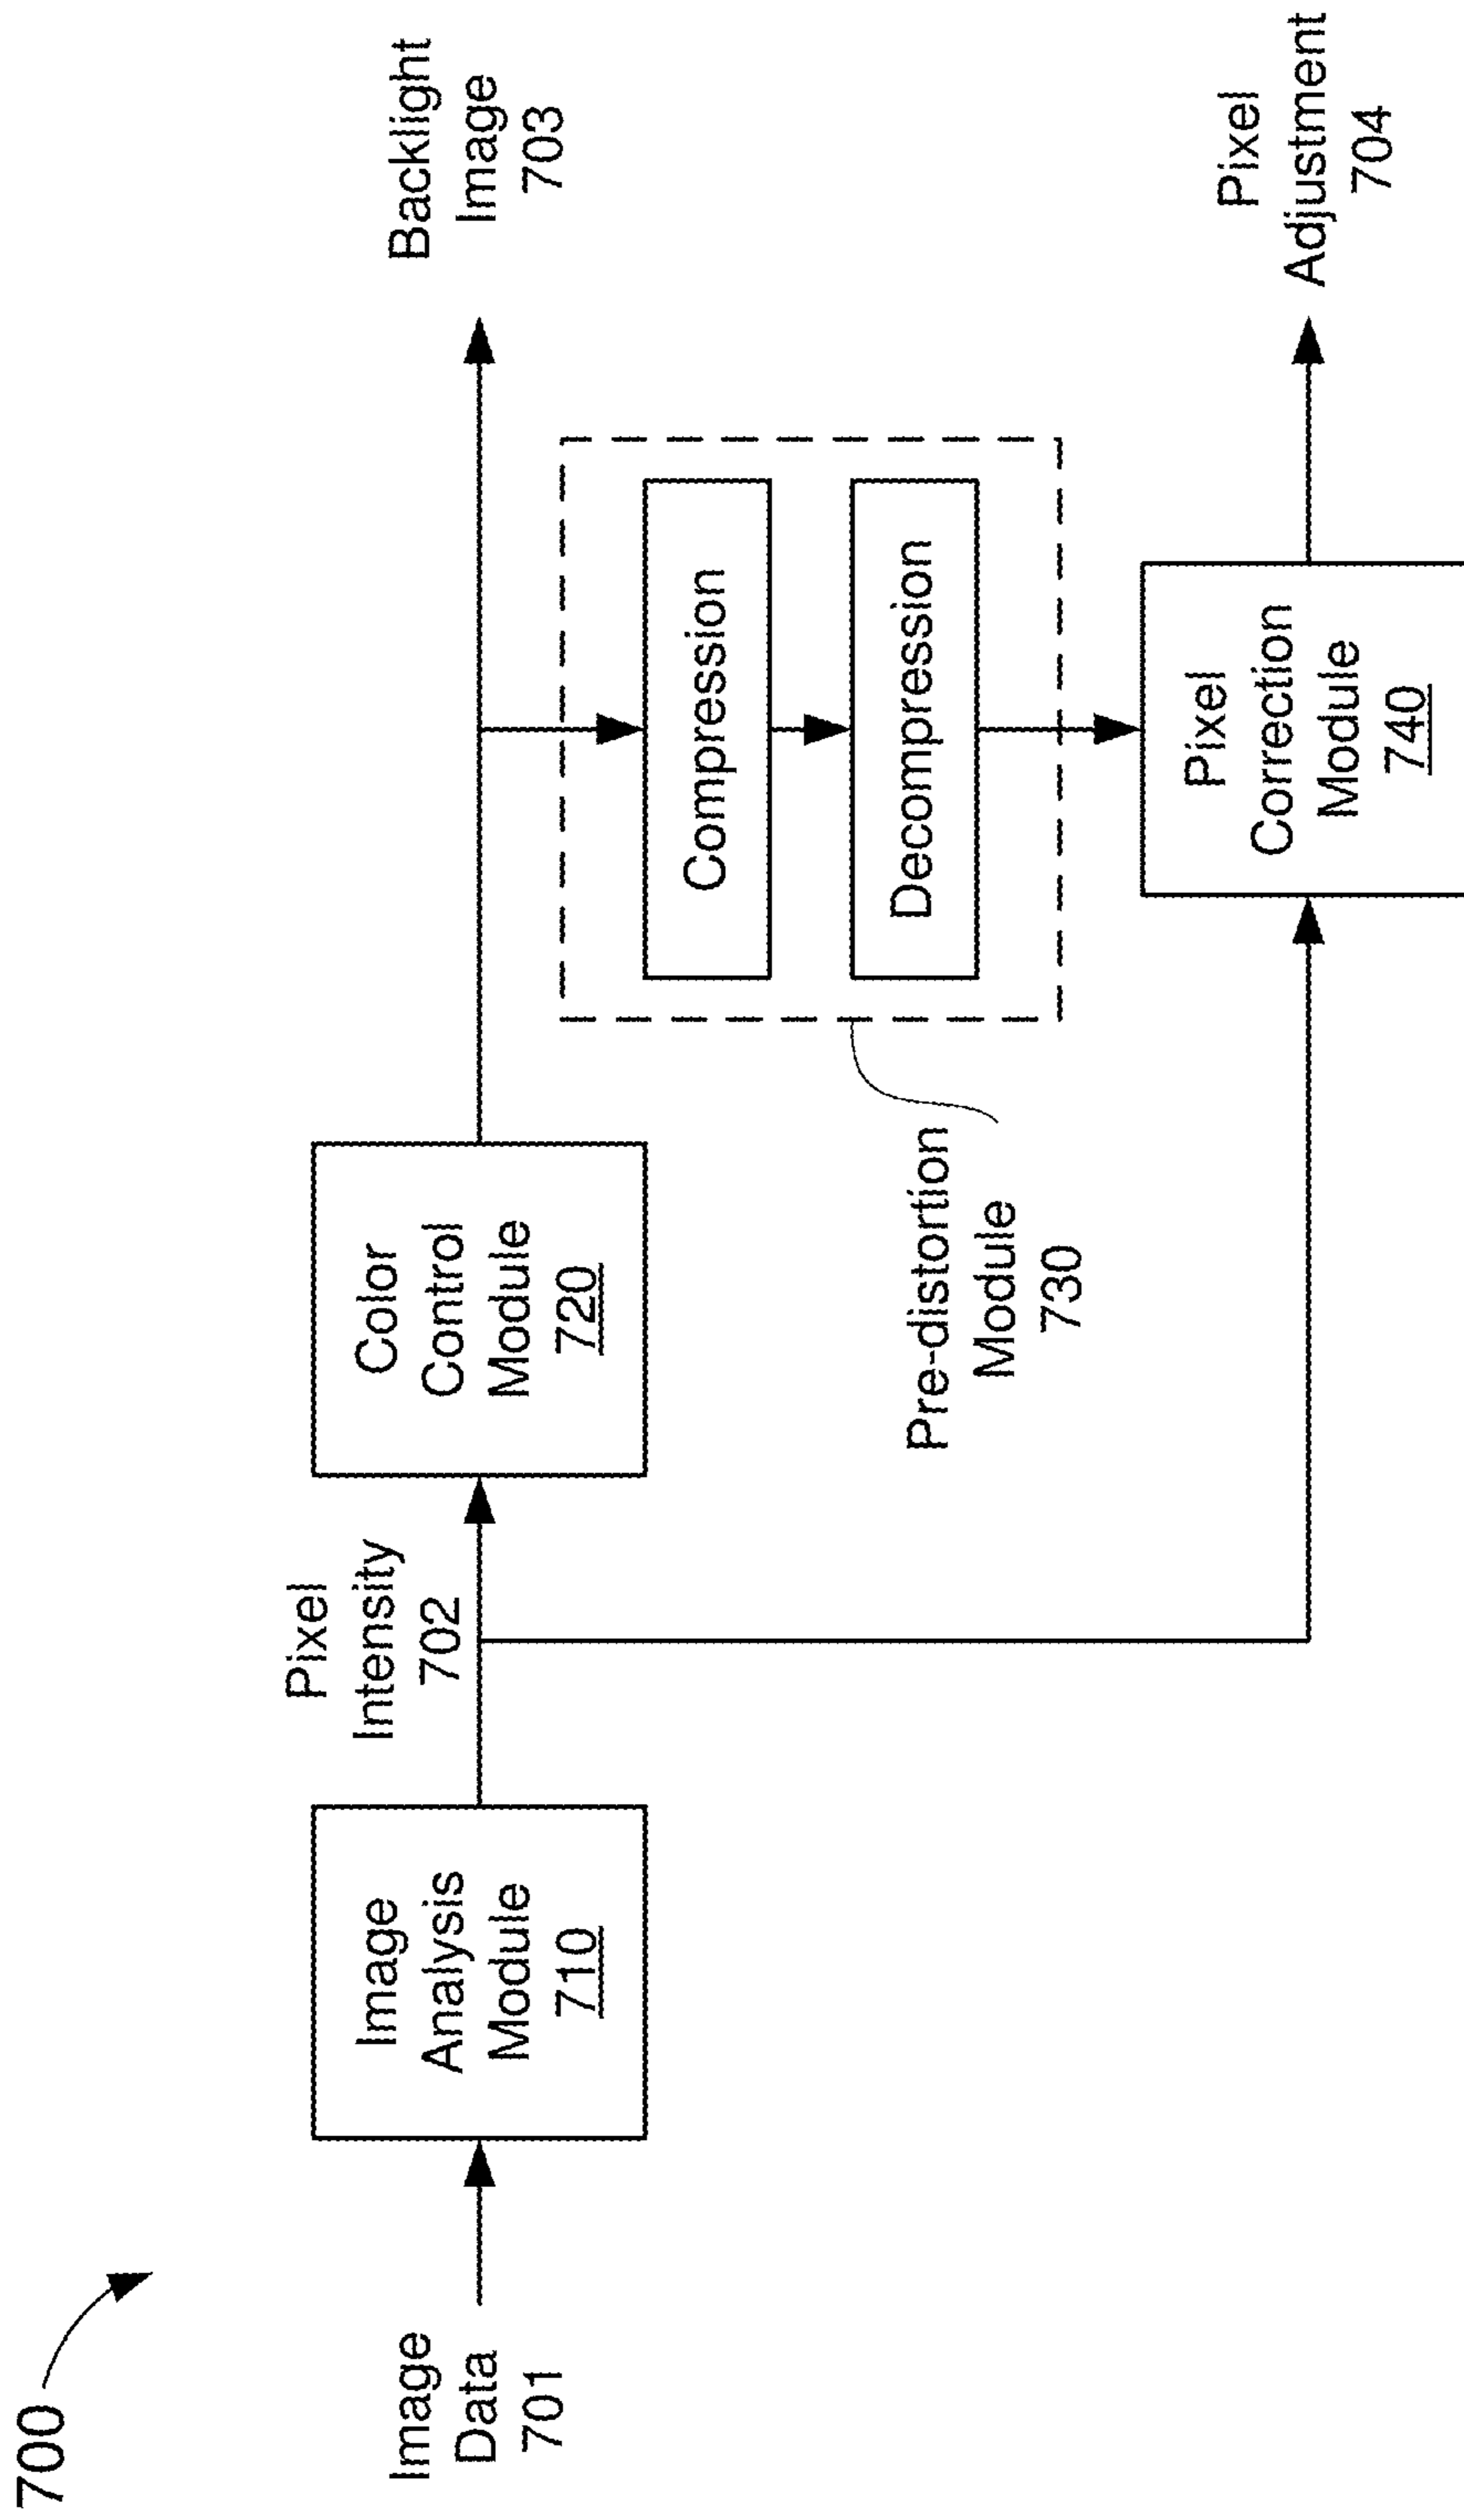 700
Image
Data
701
Image
Analysis
Module
710
Pixel
Intensity
702
Color
Control
Module
720
Backlight
Image
703
Compression
Decompression
Pre-distortion
Module
730
Pixel
Correction
Module
740
Pixel
Adjustment
704